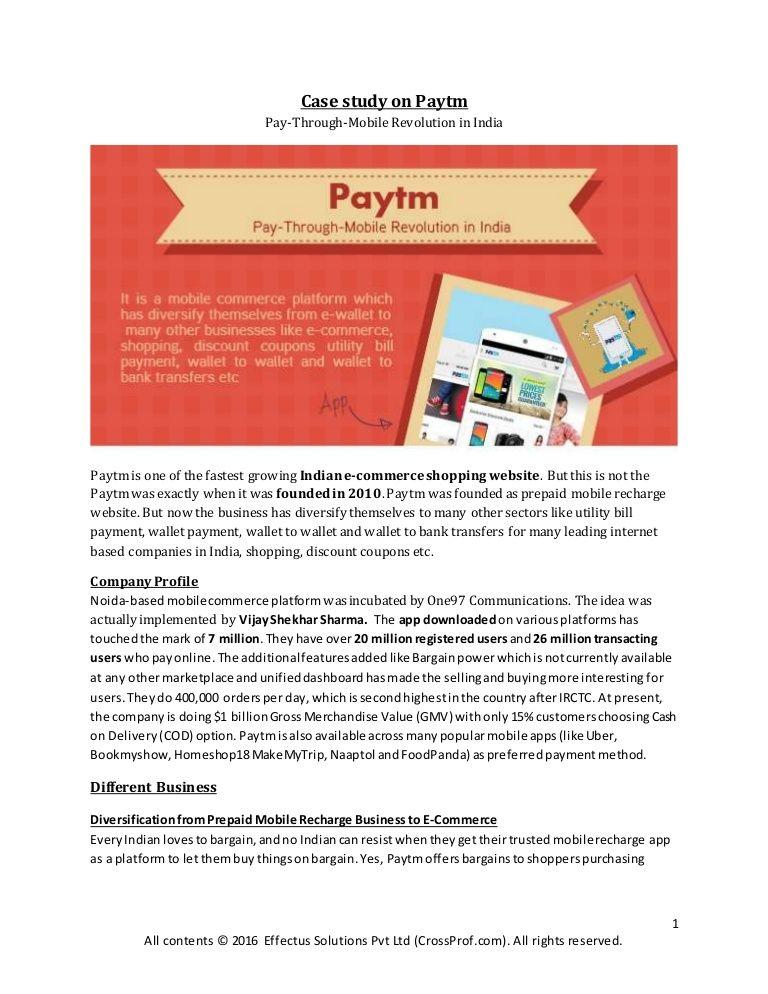 Case study on Paytm
Pay-Through-Mobile Revolution in India
Paytm
Pay-Through-Mobile Revolution in India
It is a mobile commerce platform which
has diversify themselves from e-wallet to
many other businesses like e-commerce,
shopping, discount coupons utility bill
payment, wallet to wallet and wallet to
bank transfers etc
App
LOWEST
PRICES
GUARANTEED
Paytm is one of the fastest growing Indian e-commerce shopping website. But this is not the
Paytm was exactly when it was founded in 2010. Paytm was founded as prepaid mobile recharge
website. But now the business has diversify themselves to many other sectors like utility bill
payment, wallet payment, wallet to wallet and wallet to bank transfers for many leading internet
based companies in India, shopping, discount coupons etc.
Company Profile
Noida-based mobile commerce platform was incubated by One97 Communications. The idea was
actually implemented by Vijay Shekhar Sharma. The app downloaded on various platforms has
touched the mark of 7 million. They have over 20 million registered users and 26 million transacting
users who pay online. The additional features added like Bargain power which is not currently available
at any other marketplace and unified dashboard has made the selling and buying more interesting for
users. They do 400,000 orders per day, which is second highest in the country after IRCTC. At present,
the company is doing $1 billion Gross Merchandise Value (GMV) with only 15% customers choosing Cash
on Delivery (COD) option. Paytm is also available across many popular mobile apps (like Uber,
Bookmyshow, Homeshop18 MakeMyTrip, Naaptol and FoodPanda) as preferred payment method.
Different Business
Diversification from Prepaid Mobile Recharge Business to E-Commerce
Every Indian loves to bargain, and no Indian can resist when they get their trusted mobile recharge app
as a platform to let them buy things on bargain. Yes, Paytm offers bargains to shoppers purchasing
1
All contents © 2016 Effectus Solutions Pvt Ltd (CrossProf.com). All rights reserved.